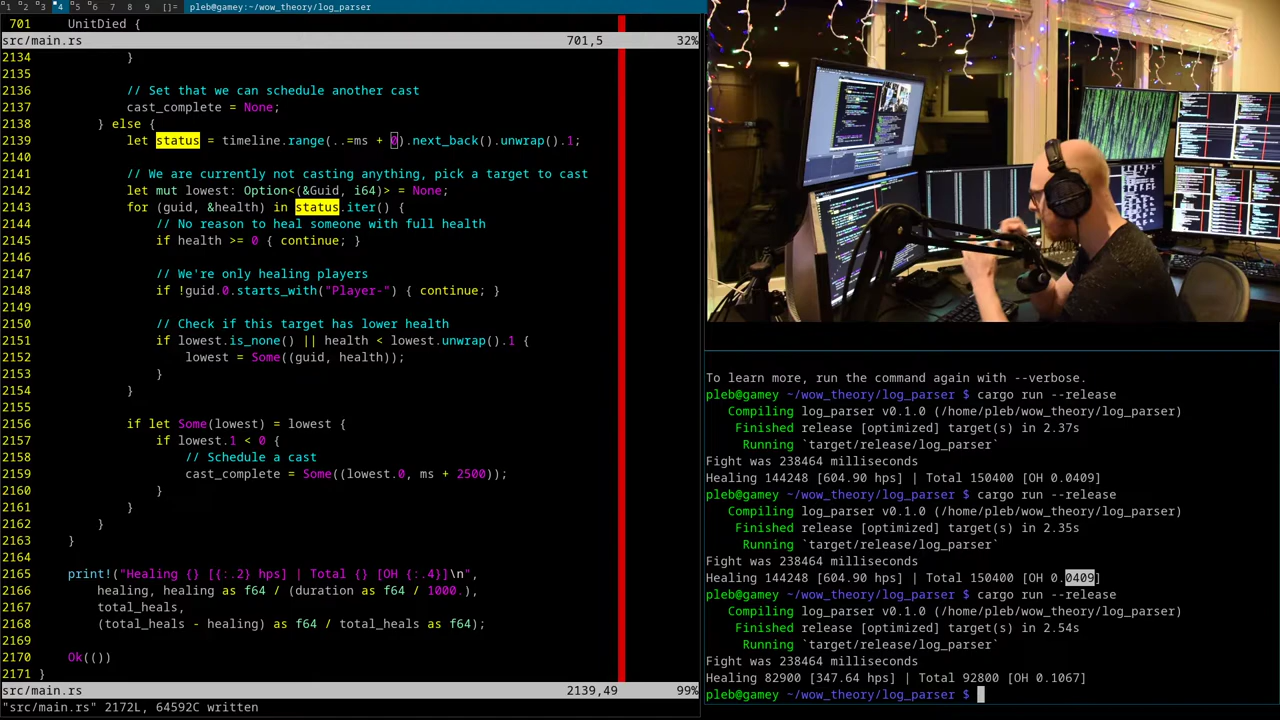 1 2 3 4 5 6 7 8 9 []= pleb@gamey:~/wow_theory/log_parser
701     UnitDied {
src/main.rs 701,5 32%
2134             }
2135
2136             // Set that we can schedule another cast
2137             cast_complete = None;
2138         } else {
2139             let status = timeline.range(..=ms + 0).next_back().unwrap().1;
2140
2141             // We are currently not casting anything, pick a target to cast
2142             let mut lowest: Option<(&Guid, i64)> = None;
2143             for (guid, &health) in status.iter() {
2144                 // No reason to heal someone with full health
2145                 if health >= 0 { continue; }
2146
2147                 // We're only healing players
2148                 if !guid.0.starts_with("Player-") { continue; }
2149
2150                 // Check if this target has lower health
2151                 if lowest.is_none() || health < lowest.unwrap().1 {
2152                     lowest = Some((guid, health));
2153                 }
2154             }
2155
2156             if let Some(lowest) = lowest {
2157                 if lowest.1 < 0 {
2158                     // Schedule a cast
2159                     cast_complete = Some((lowest.0, ms + 2500));
2160                 }
2161             }
2162         }
2163     }
2164
2165     print!("Healing {} [{:.2} hps] | Total {} [OH {:.4}]\n",
2166         healing, healing as f64 / (duration as f64 / 1000.),
2167         total_heals,
2168         (total_heals - healing) as f64 / total_heals as f64);
2169
2170     Ok(())
2171 }
src/main.rs 2139,49 99%
"src/main.rs" 2172L, 64592C written
To learn more, run the command again with --verbose.
pleb@gamey ~/wow_theory/log_parser $ cargo run --release
   Compiling log_parser v0.1.0 (/home/pleb/wow_theory/log_parser)
    Finished release [optimized] target(s) in 2.37s
     Running `target/release/log_parser`
Fight was 238464 milliseconds
Healing 144248 [604.90 hps] | Total 150400 [OH 0.0409]
pleb@gamey ~/wow_theory/log_parser $ cargo run --release
   Compiling log_parser v0.1.0 (/home/pleb/wow_theory/log_parser)
    Finished release [optimized] target(s) in 2.35s
     Running `target/release/log_parser`
Fight was 238464 milliseconds
Healing 144248 [604.90 hps] | Total 150400 [OH 0.0409]
pleb@gamey ~/wow_theory/log_parser $ cargo run --release
   Compiling log_parser v0.1.0 (/home/pleb/wow_theory/log_parser)
    Finished release [optimized] target(s) in 2.54s
     Running `target/release/log_parser`
Fight was 238464 milliseconds
Healing 82900 [347.64 hps] | Total 92800 [OH 0.1067]
pleb@gamey ~/wow_theory/log_parser $